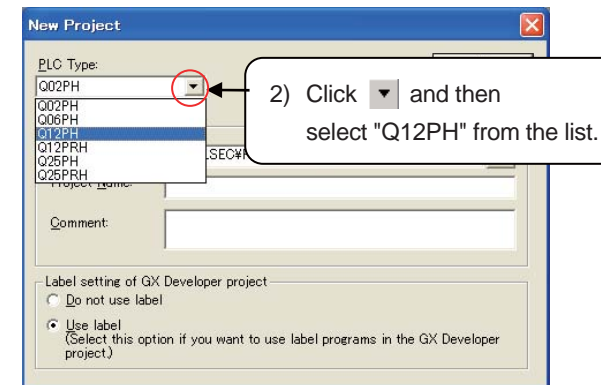 New Project
PLC Type:
Q02PH
Q02PH
Q06PH
Q12PH
Q12PRH
Q25PH
Q25PRH
2) Click and then
select "Q12PH" from the list.
Comment:
Label setting of GX Developer project
Do not use label
Use label
(Select this option if you want to use label programs in the GX Developer
project.)